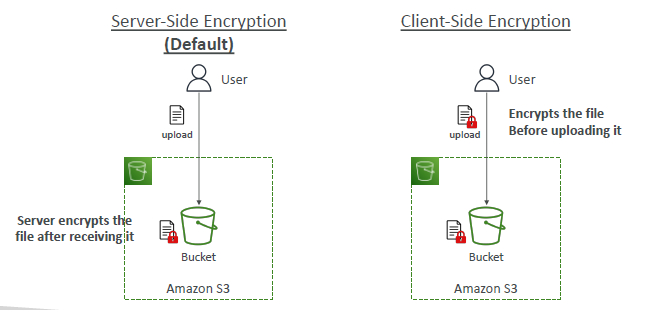 Server-Side Encryption
(Default)
User
upload
Server encrypts the
file after receiving it
Bucket
Amazon S3
Client-Side Encryption
User
upload
Encrypts the file
Before uploading it
Bucket
Amazon S3